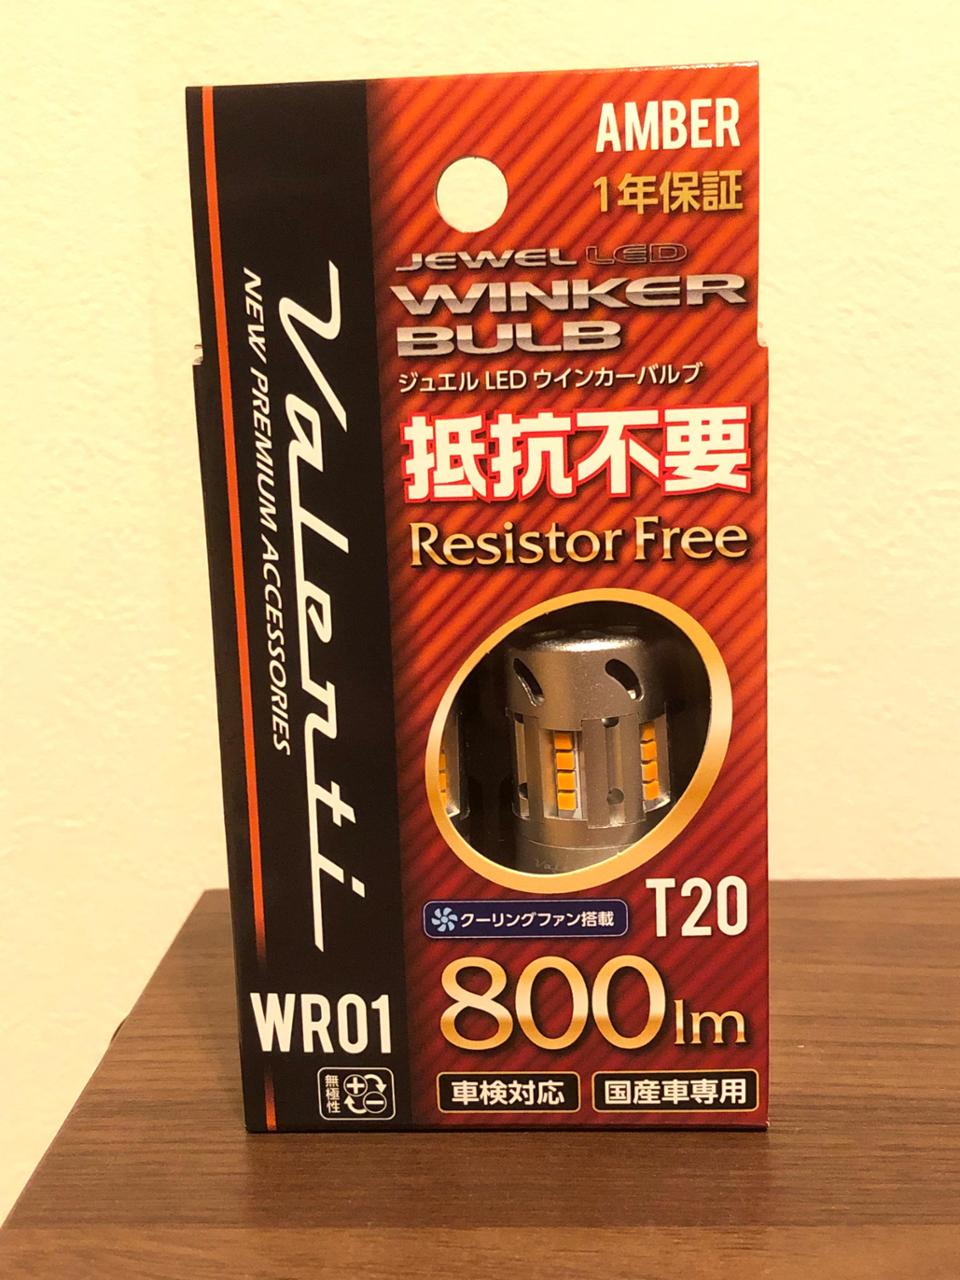 AMBER
1年保証
JEWEL LED
WINKER
BULB
ジュエル LED ウインカーバルブ
抵抗不要
Resistor Free
Valenti
NEW PREMIUM ACCESSORIES
T20
クーリングファン搭載
800lm
WR01
無極性
車検対応
国産車専用